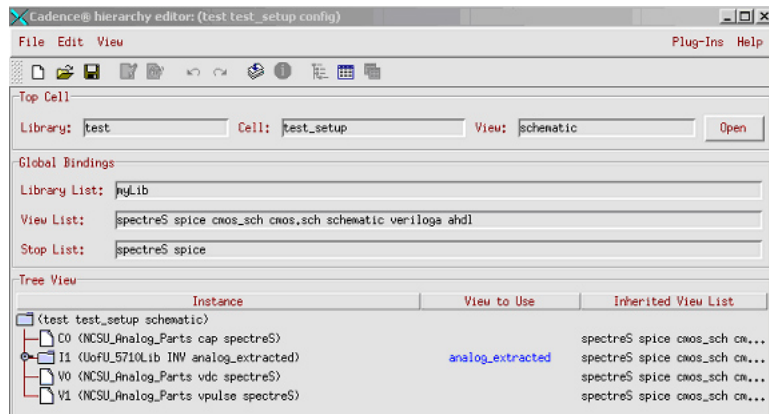 Cadence® hierarchy editor: (test test_setup config)
File Edit View Plug-Ins Help
Top Cell
Library: test Cell: test_setup View: schematic Open
Global Bindings
Library List: myLib
View List: spectreS spice cmos_sch cmos.sch schematic veriloga ahdl
Stop List: spectreS spice
Tree View
Instance View to Use Inherited View List
(test test_setup schematic)
C0 (NCSU_Analog_Parts cap spectreS) spectreS spice cmos_sch cm...
I1 (UofU_5710Lib INV analog_extracted) analog_extracted spectreS spice cmos_sch cm...
V0 (NCSU_Analog_Parts vdc spectreS) spectreS spice cmos_sch cm...
V1 (NCSU_Analog_Parts vpulse spectreS) spectreS spice cmos_sch cm...